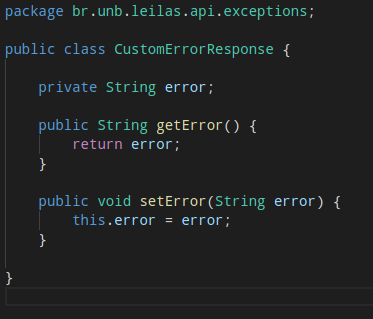 package br.unb.leilas.api.exceptions;
public class CustomErrorResponse {
private String error;
public String getError() {
return error;
}
public void setError(String error) {
this.error = error;
}
}